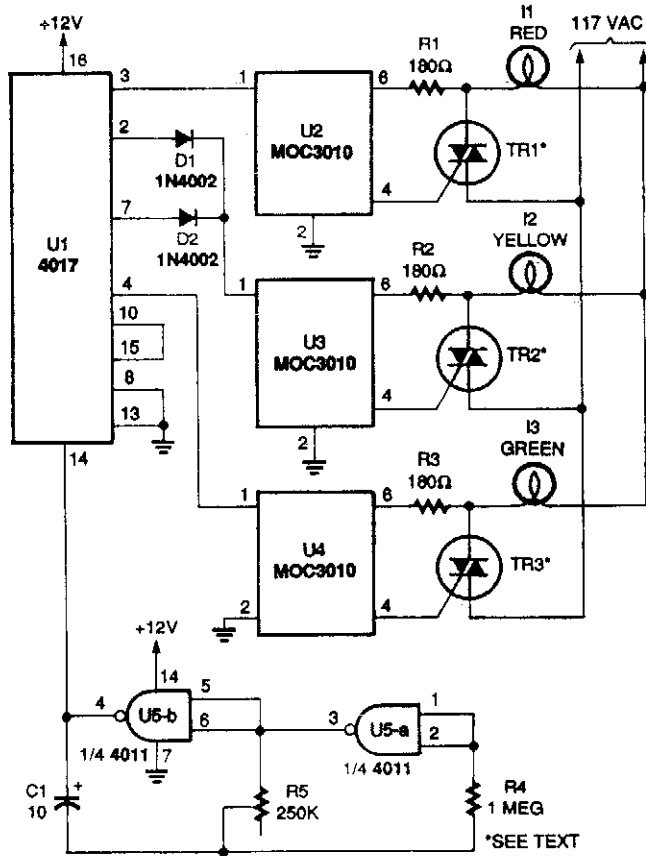 +12V
16
U1
4017
3
2
7
4
10
15
8
13
14
D1
1N4002
D2
1N4002
1
U2
MOC3010
6
4
2
R1
180Ω
I1
RED
117 VAC
TR1*
1
U3
MOC3010
6
4
2
R2
180Ω
I2
YELLOW
TR2*
1
U4
MOC3010
6
4
2
R3
180Ω
I3
GREEN
TR3*
+12V
14
4
U5-b
5
6
7
1/4 4011
3
U5-a
1
2
1/4 4011
C1
+
10
R5
250K
R4
1 MEG
*SEE TEXT